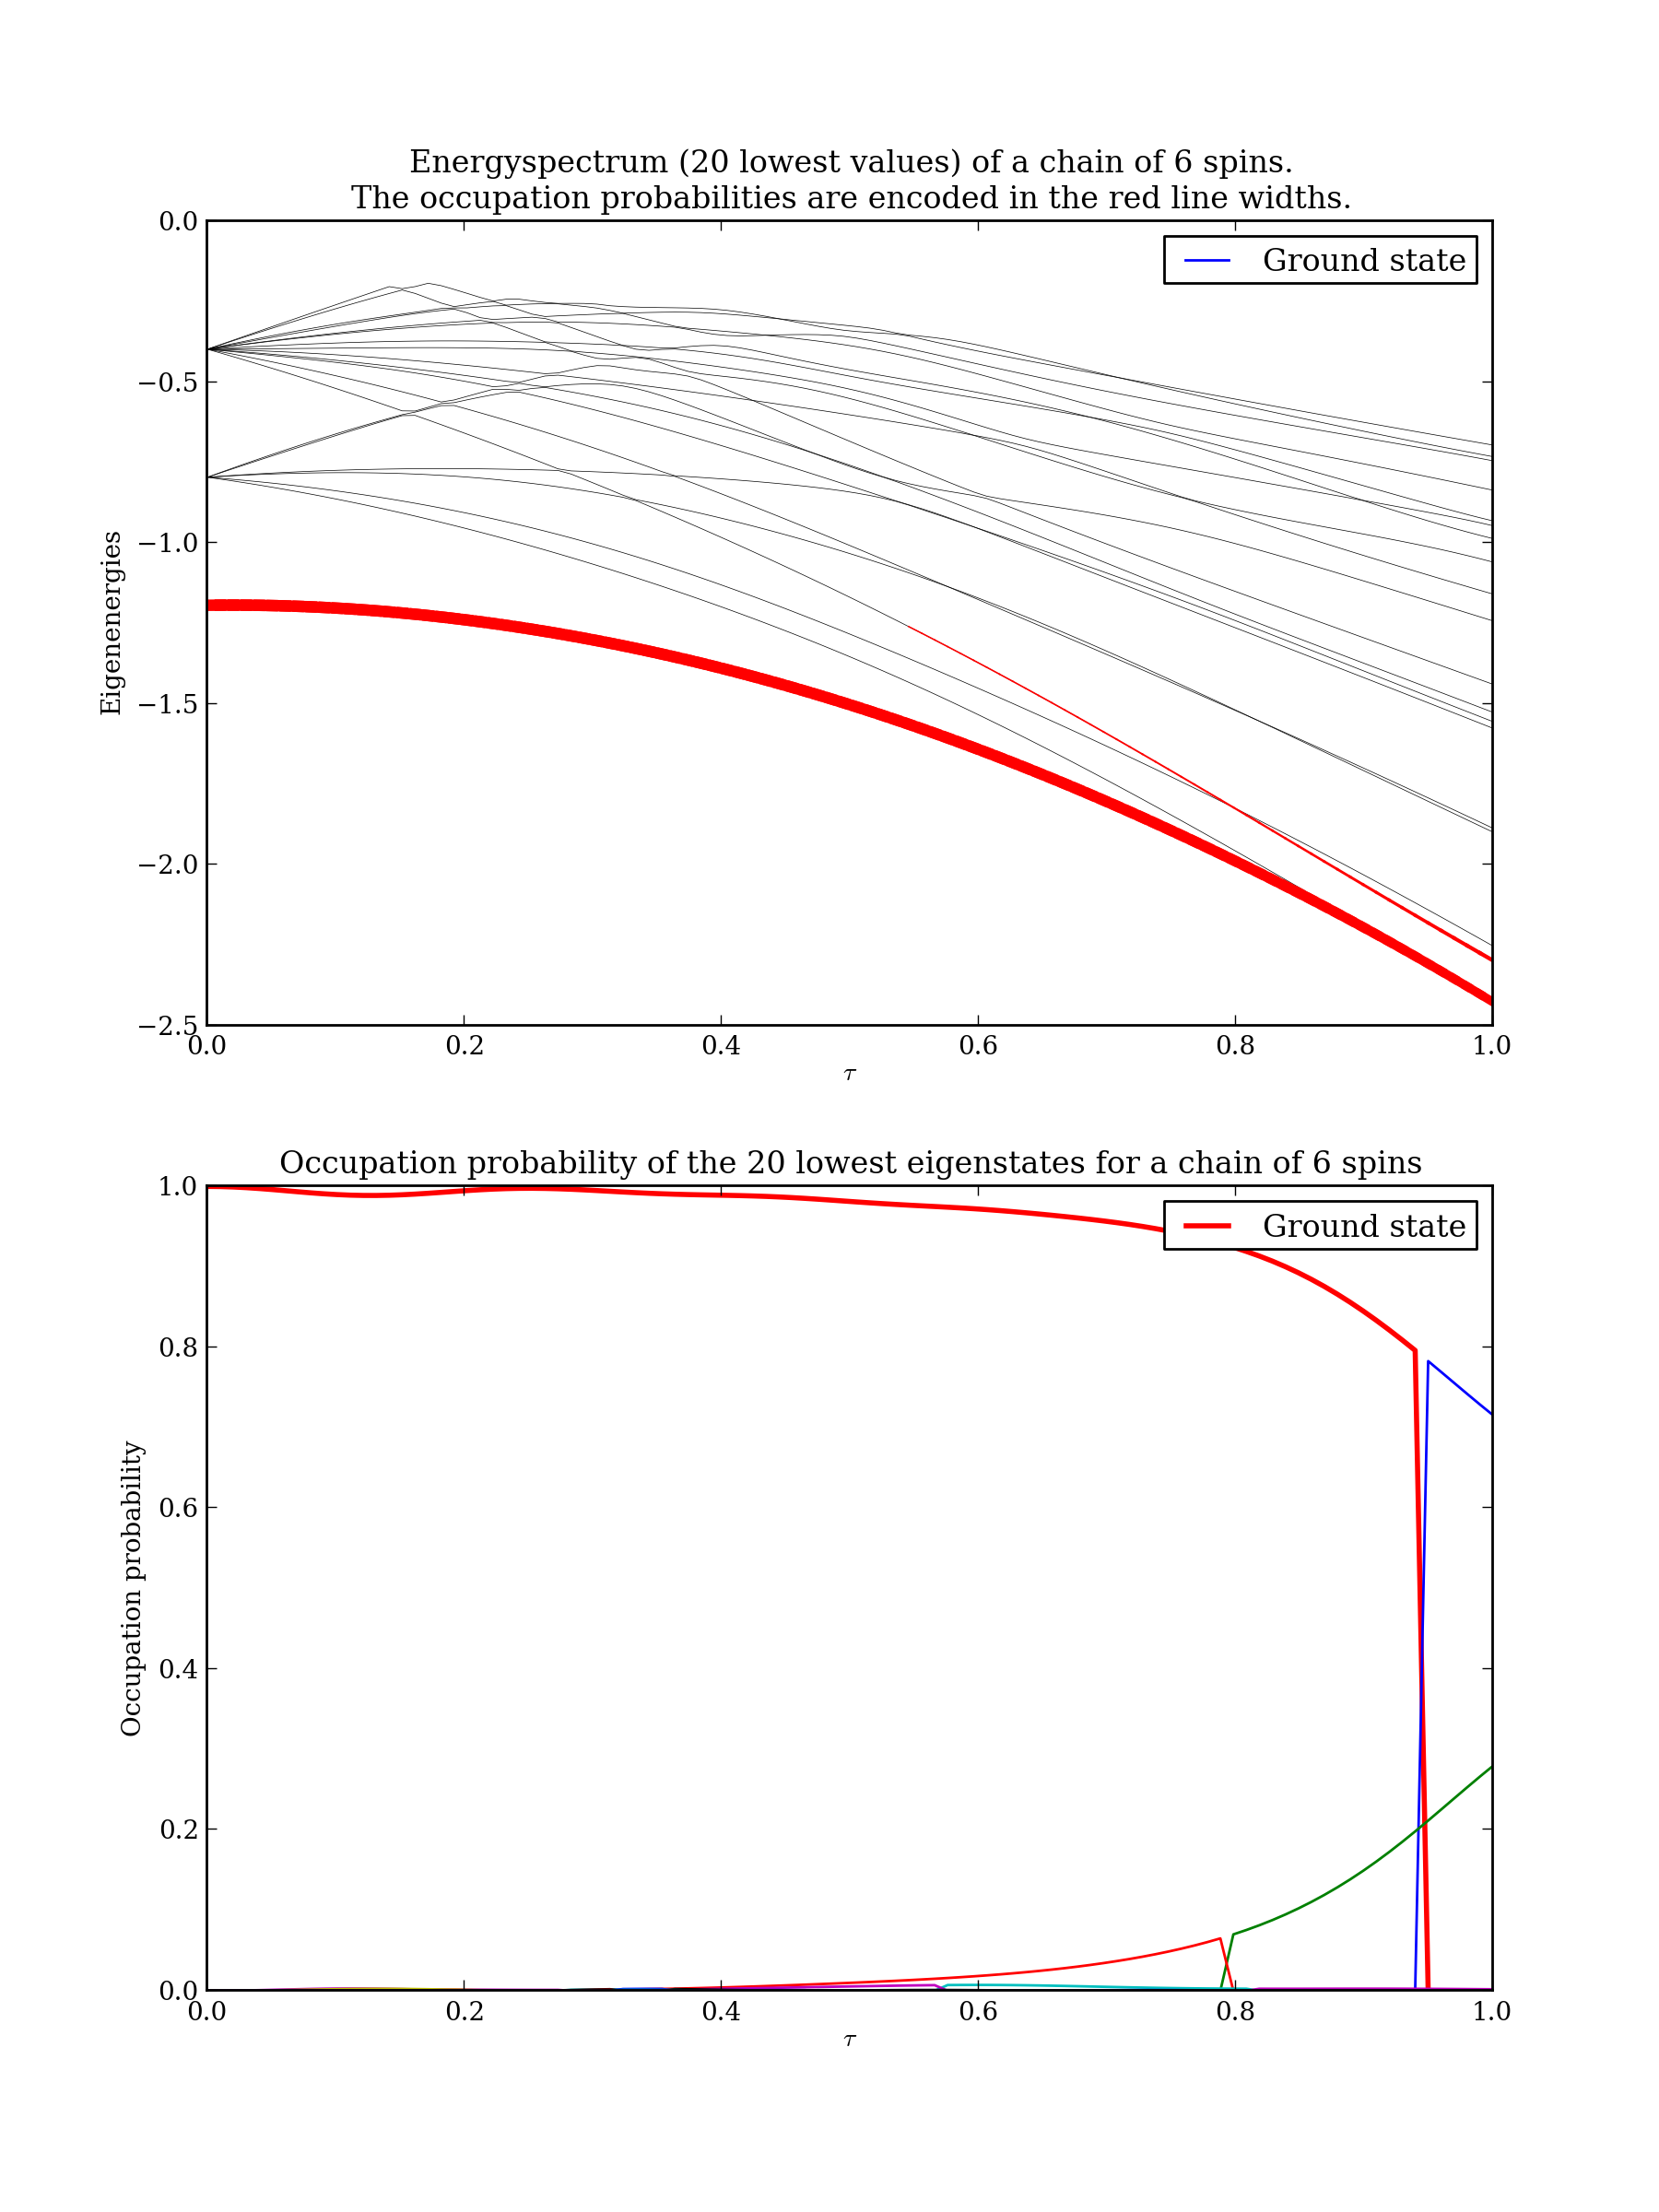 Energyspectrum (20 lowest values) of a chain of 6 spins.
The occupation probabilities are encoded in the red line widths.
Ground state
Eigenenergies
0.0
−0.5
−1.0
−1.5
−2.0
−2.5
0.0 0.2 0.4 0.6 0.8 1.0
τ
Occupation probability of the 20 lowest eigenstates for a chain of 6 spins
Ground state
Occupation probability
1.0
0.8
0.6
0.4
0.2
0.0
0.0 0.2 0.4 0.6 0.8 1.0
τ